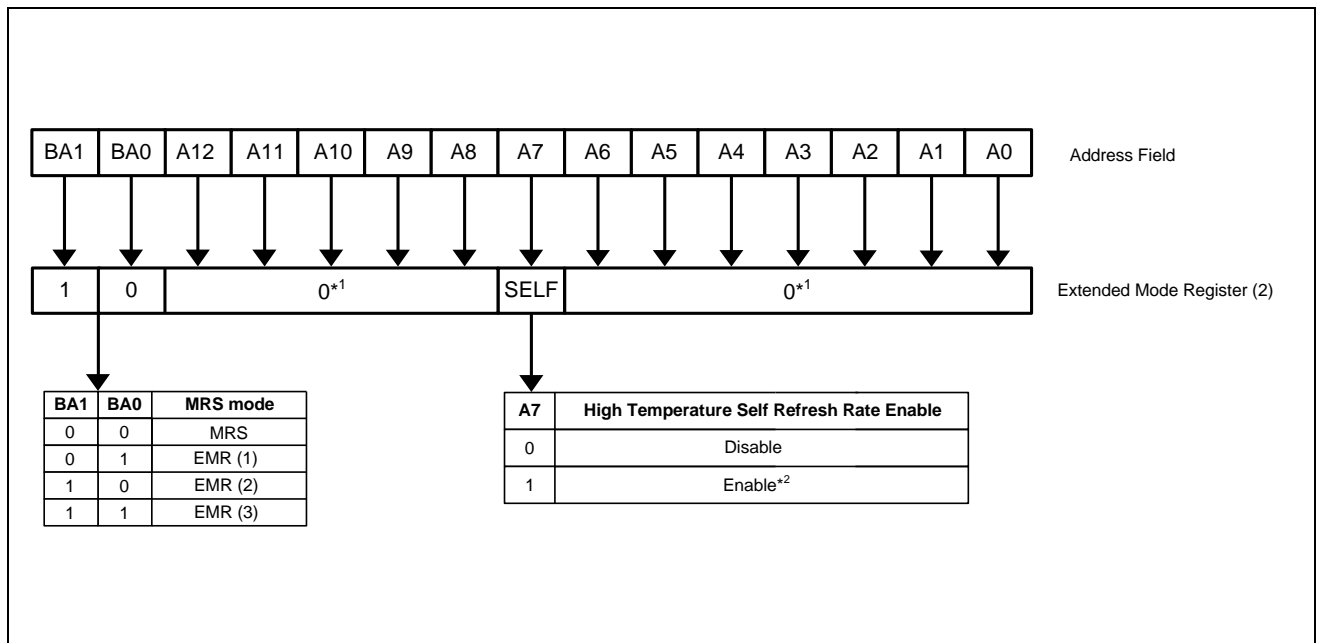 BA1 BA0 A12 A11 A10 A9 A8 A7 A6 A5 A4 A3 A2 A1 A0 Address Field
1 0 0*1 SELF 0*1 Extended Mode Register (2)
BA1 BA0 MRS mode
0 0 MRS
0 1 EMR (1)
1 0 EMR (2)
1 1 EMR (3)
A7 High Temperature Self Refresh Rate Enable
0 Disable
1 Enable*2